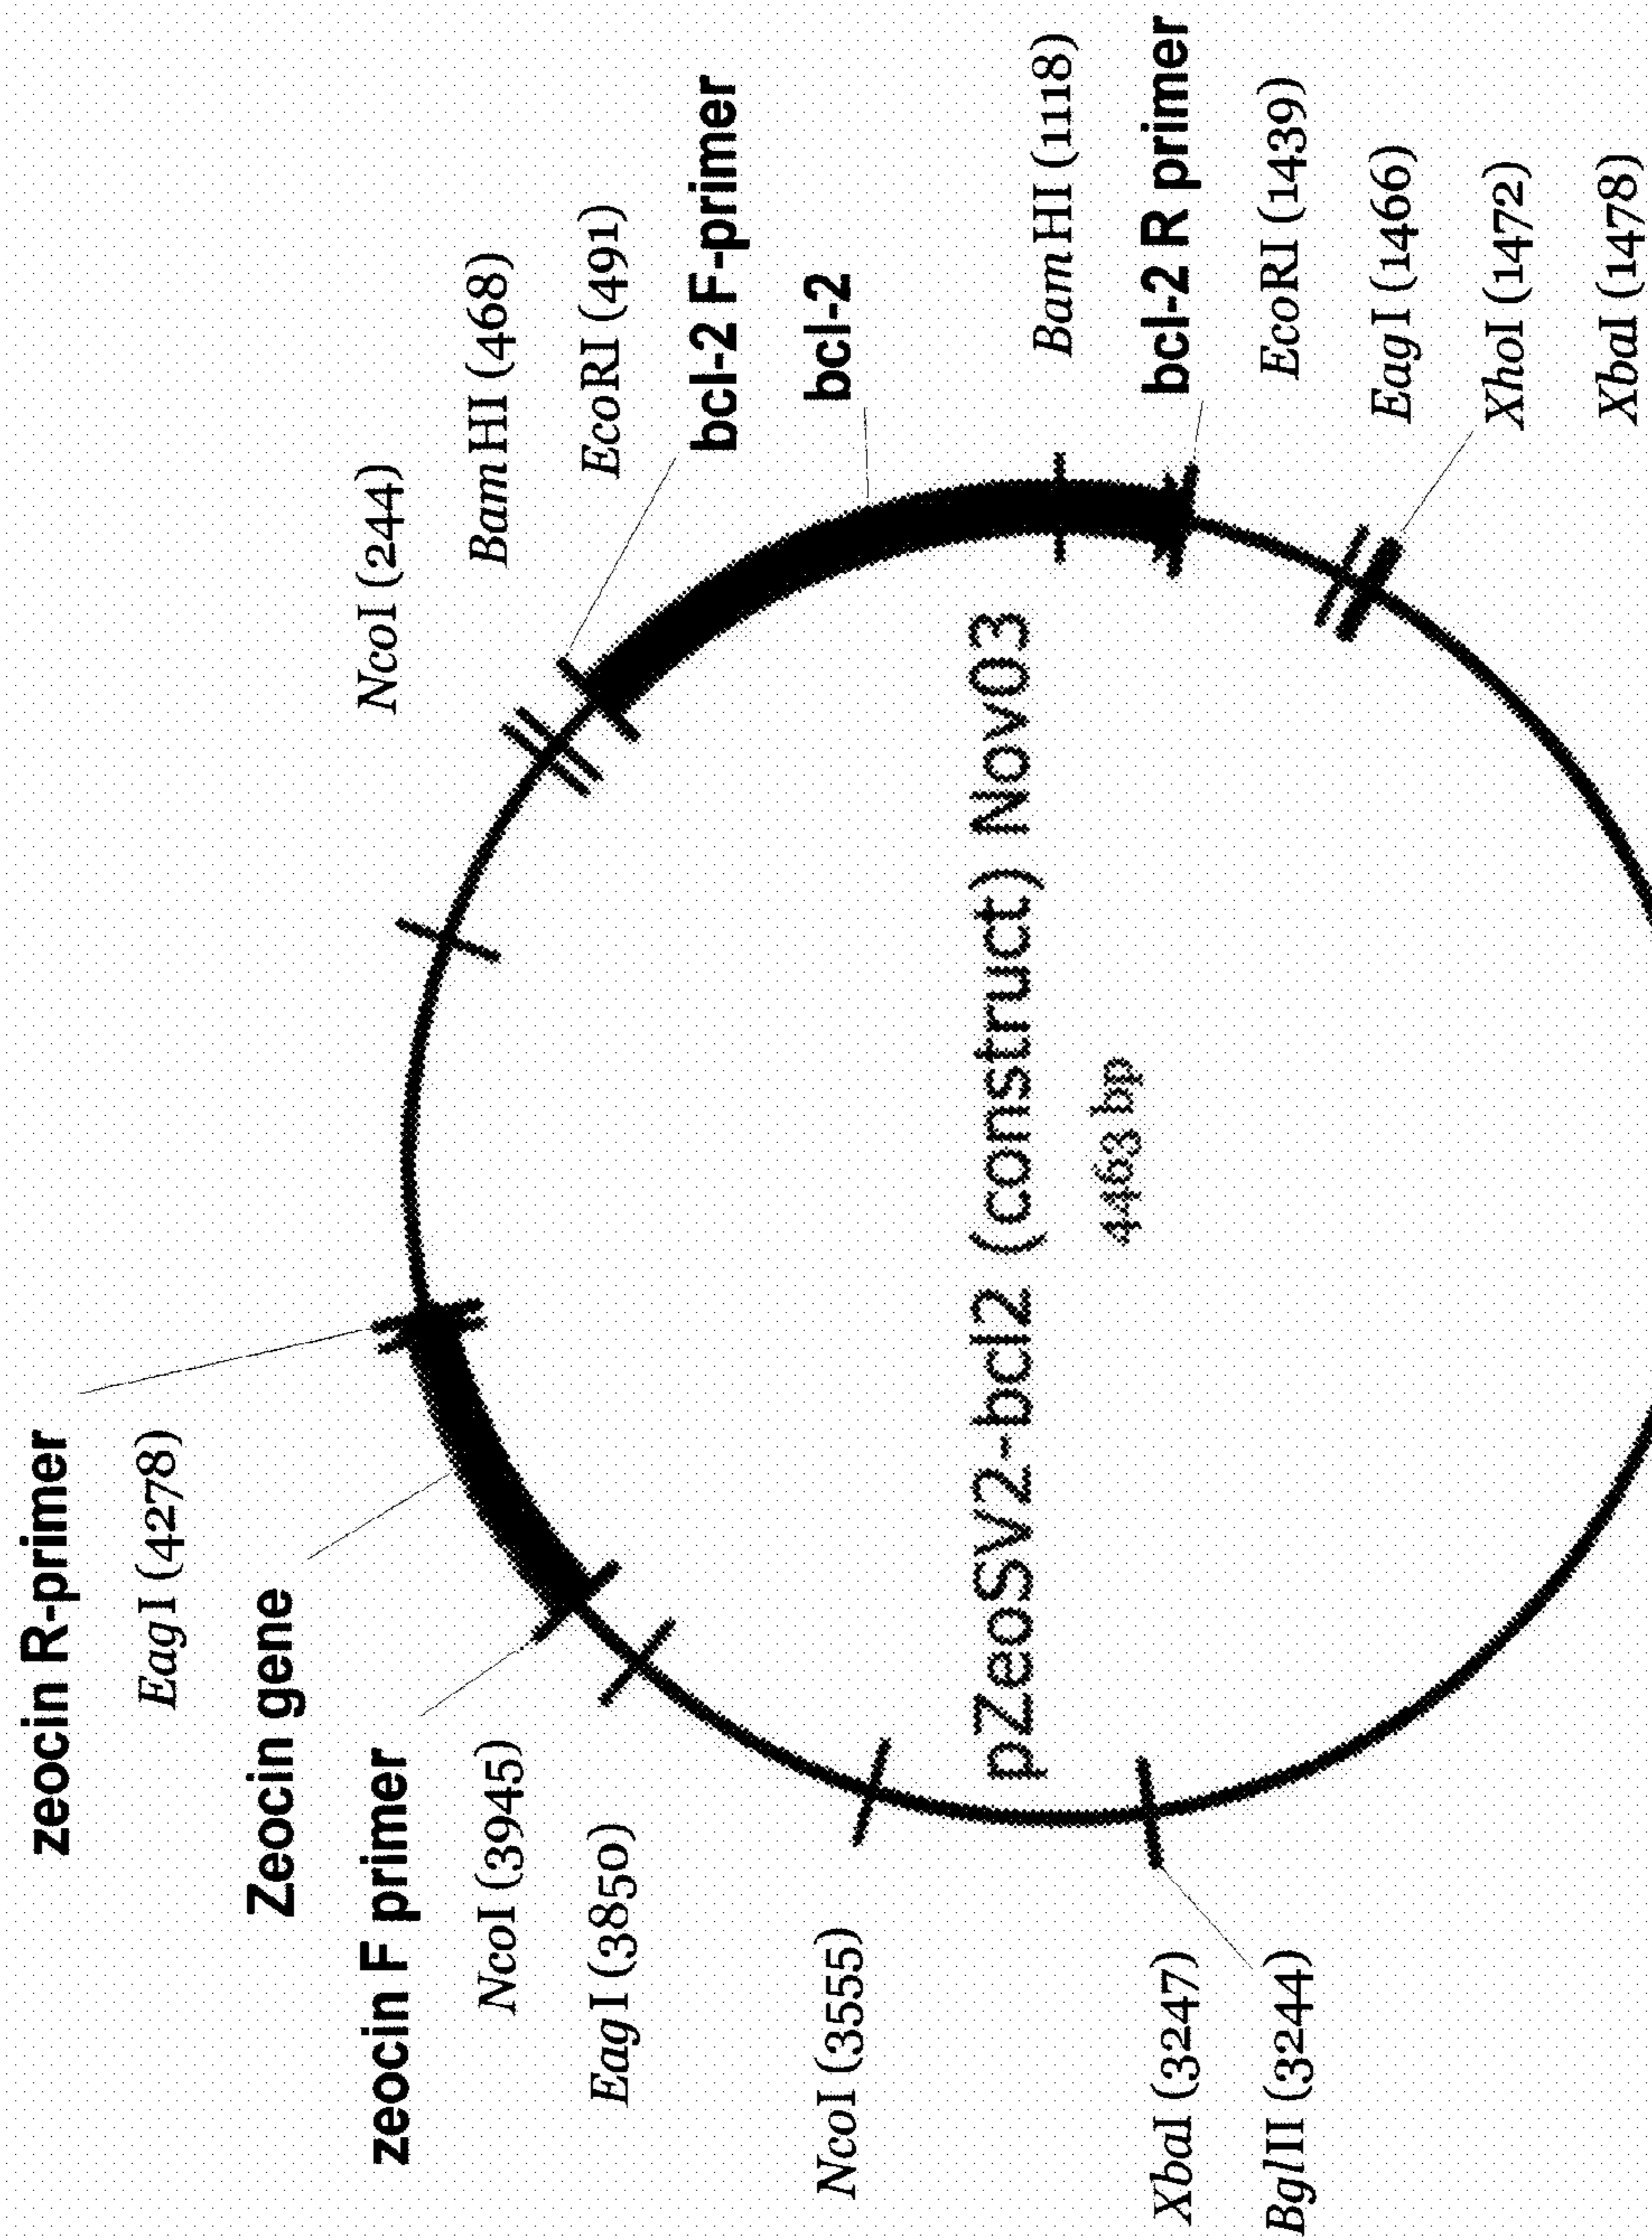 zeocin R-primer
EagI (4278)
Zeocin gene
zeocin F primer
NcoI (3945)
EagI (3850)
NcoI (3555)
XbaI (3247)
BglII (3244)
NcoI (244)
BamHI (468)
EcoRI (491)
bcl-2 F-primer
bcl-2
BamHI (1118)
bcl-2 R primer
EcoRI (1439)
EagI (1466)
XhoI (1472)
XbaI (1478)
pZeoSV2-bcl2 (construct) Nov03
4463 bp